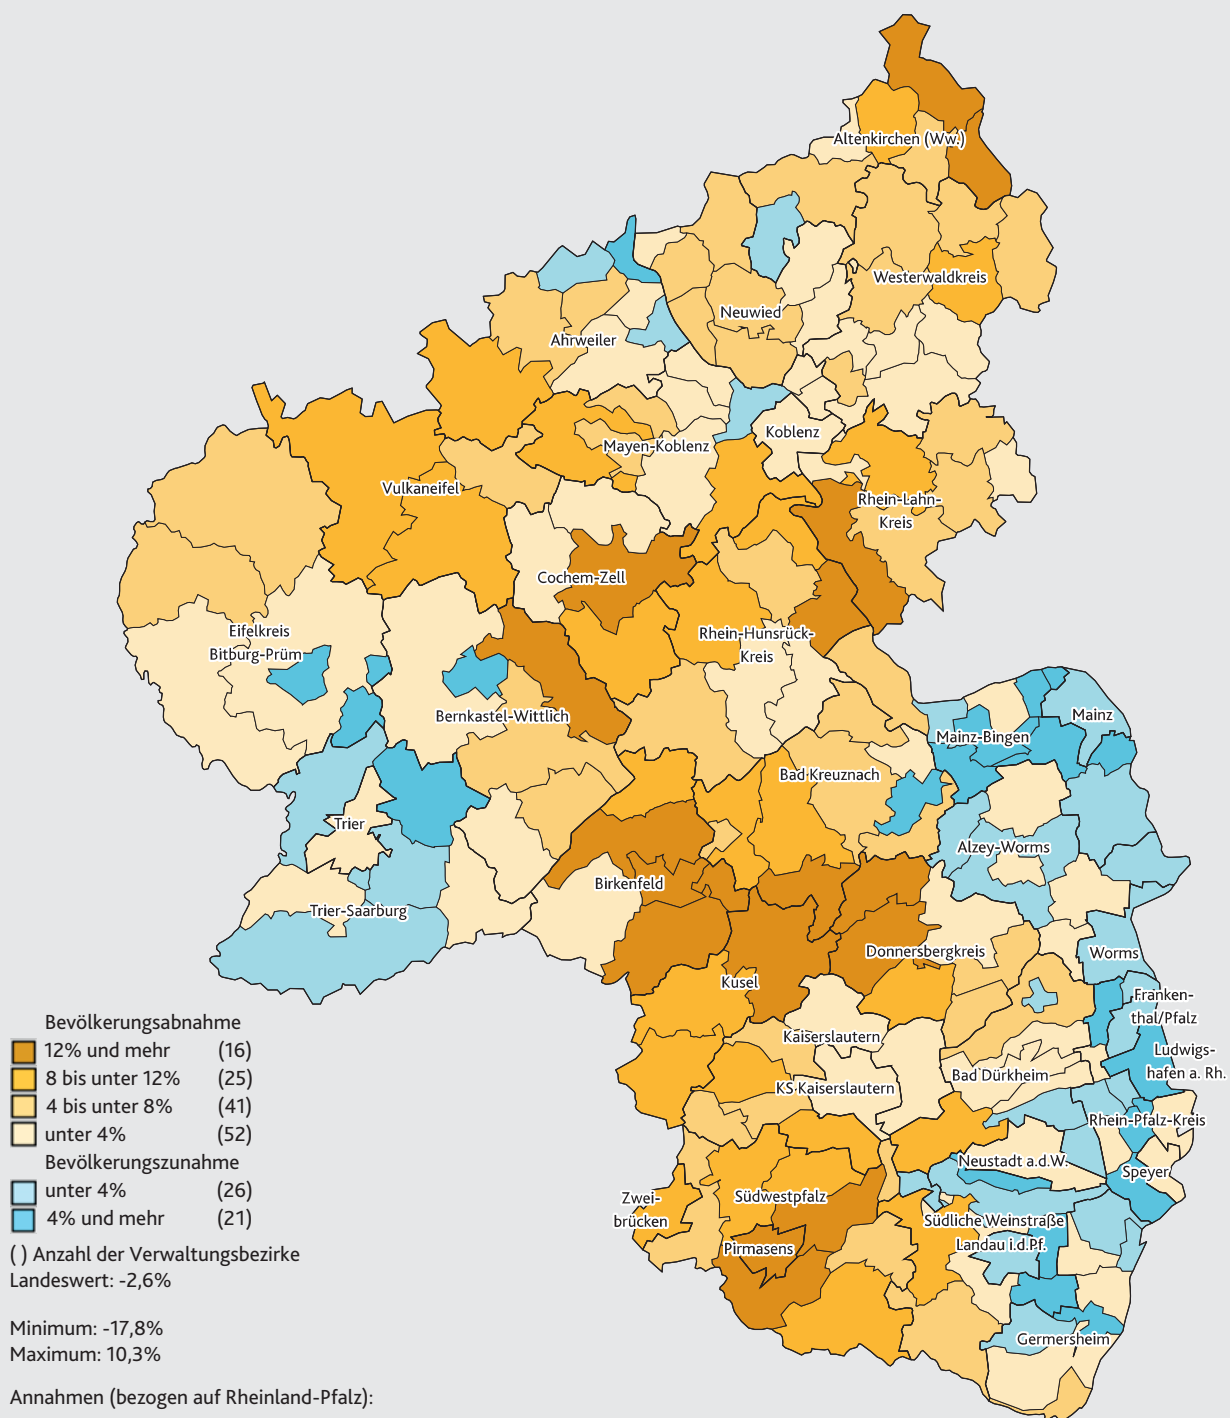 Altenkirchen (Ww.)
Westerwaldkreis
Neuwied
Ahrweiler
Koblenz
Mayen-Koblenz
Vulkaneifel
Rhein-Lahn-
Kreis
Cochem-Zell
Eifelkreis
Bitburg-Prüm
Rhein-Hunsrück-
Kreis
Bernkastel-Wittlich
Mainz
Mainz-Bingen
Bad Kreuznach
Trier
Alzey-Worms
Birkenfeld
Trier-Saarburg
Donnersbergkreis
Worms
Kusel
Franken-
thal/Pfalz
Kaiserslautern
Ludwigs-
hafen a. Rh.
Bad Dürkheim
KS Kaiserslautern
Rhein-Pfalz-Kreis
Neustadt a.d.W.
Speyer
Zwei-
brücken
Südwestpfalz
Südliche Weinstraße
Landau i.d.Pf.
Pirmasens
Germersheim
Bevölkerungsabnahme
12% und mehr (16)
8 bis unter 12% (25)
4 bis unter 8% (41)
unter 4% (52)
Bevölkerungszunahme
unter 4% (26)
4% und mehr (21)
( ) Anzahl der Verwaltungsbezirke
Landeswert: -2,6%
Minimum: -17,8%
Maximum: 10,3%
Annahmen (bezogen auf Rheinland-Pfalz):